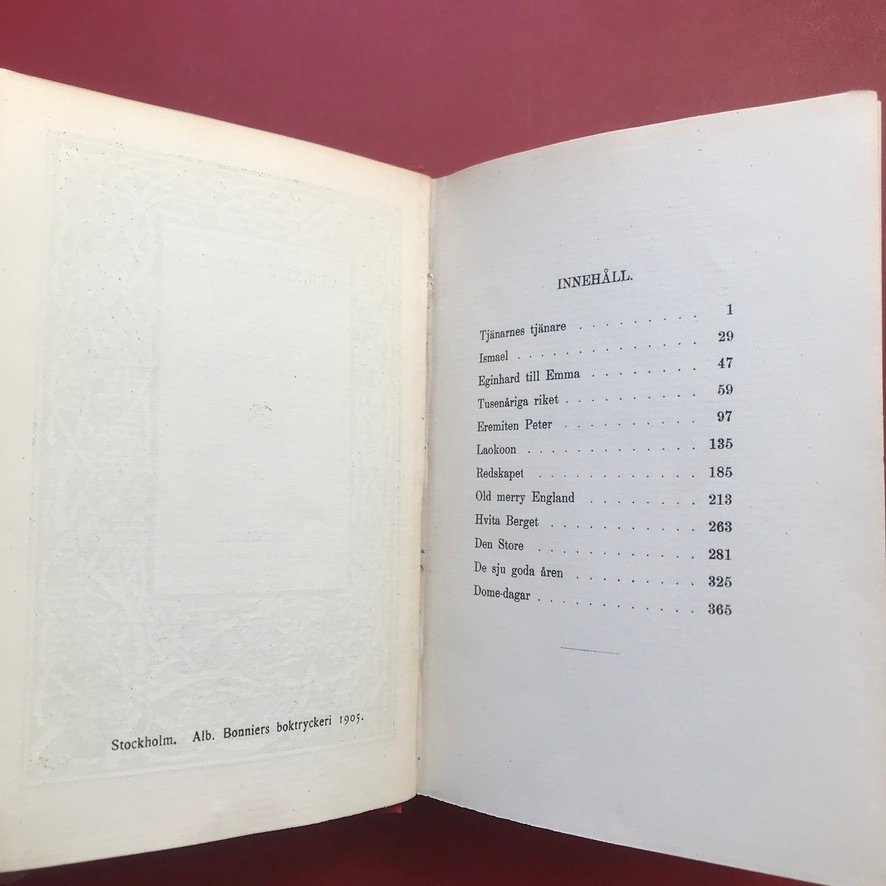 Stockholm. Alb. Bonniers boktryckeri 1905.
INNEHÅLL.
Tjänarnes tjänare . . . . . . . . . 1
Ismael . . . . . . . . . . . . 29
Eginhard till Emma . . . . . . . . 47
Tusenåriga riket . . . . . . . . . . 59
Eremiten Peter . . . . . . . . . . 97
Laokoon . . . . . . . . . . . . 135
Redskapet . . . . . . . . . . . 185
Old merry England . . . . . . . . 213
Hvita Berget . . . . . . . . . . . 263
Den Store . . . . . . . . . . . . 281
De sju goda åren . . . . . . . . . 325
Dome-dagar . . . . . . . . . . . 365